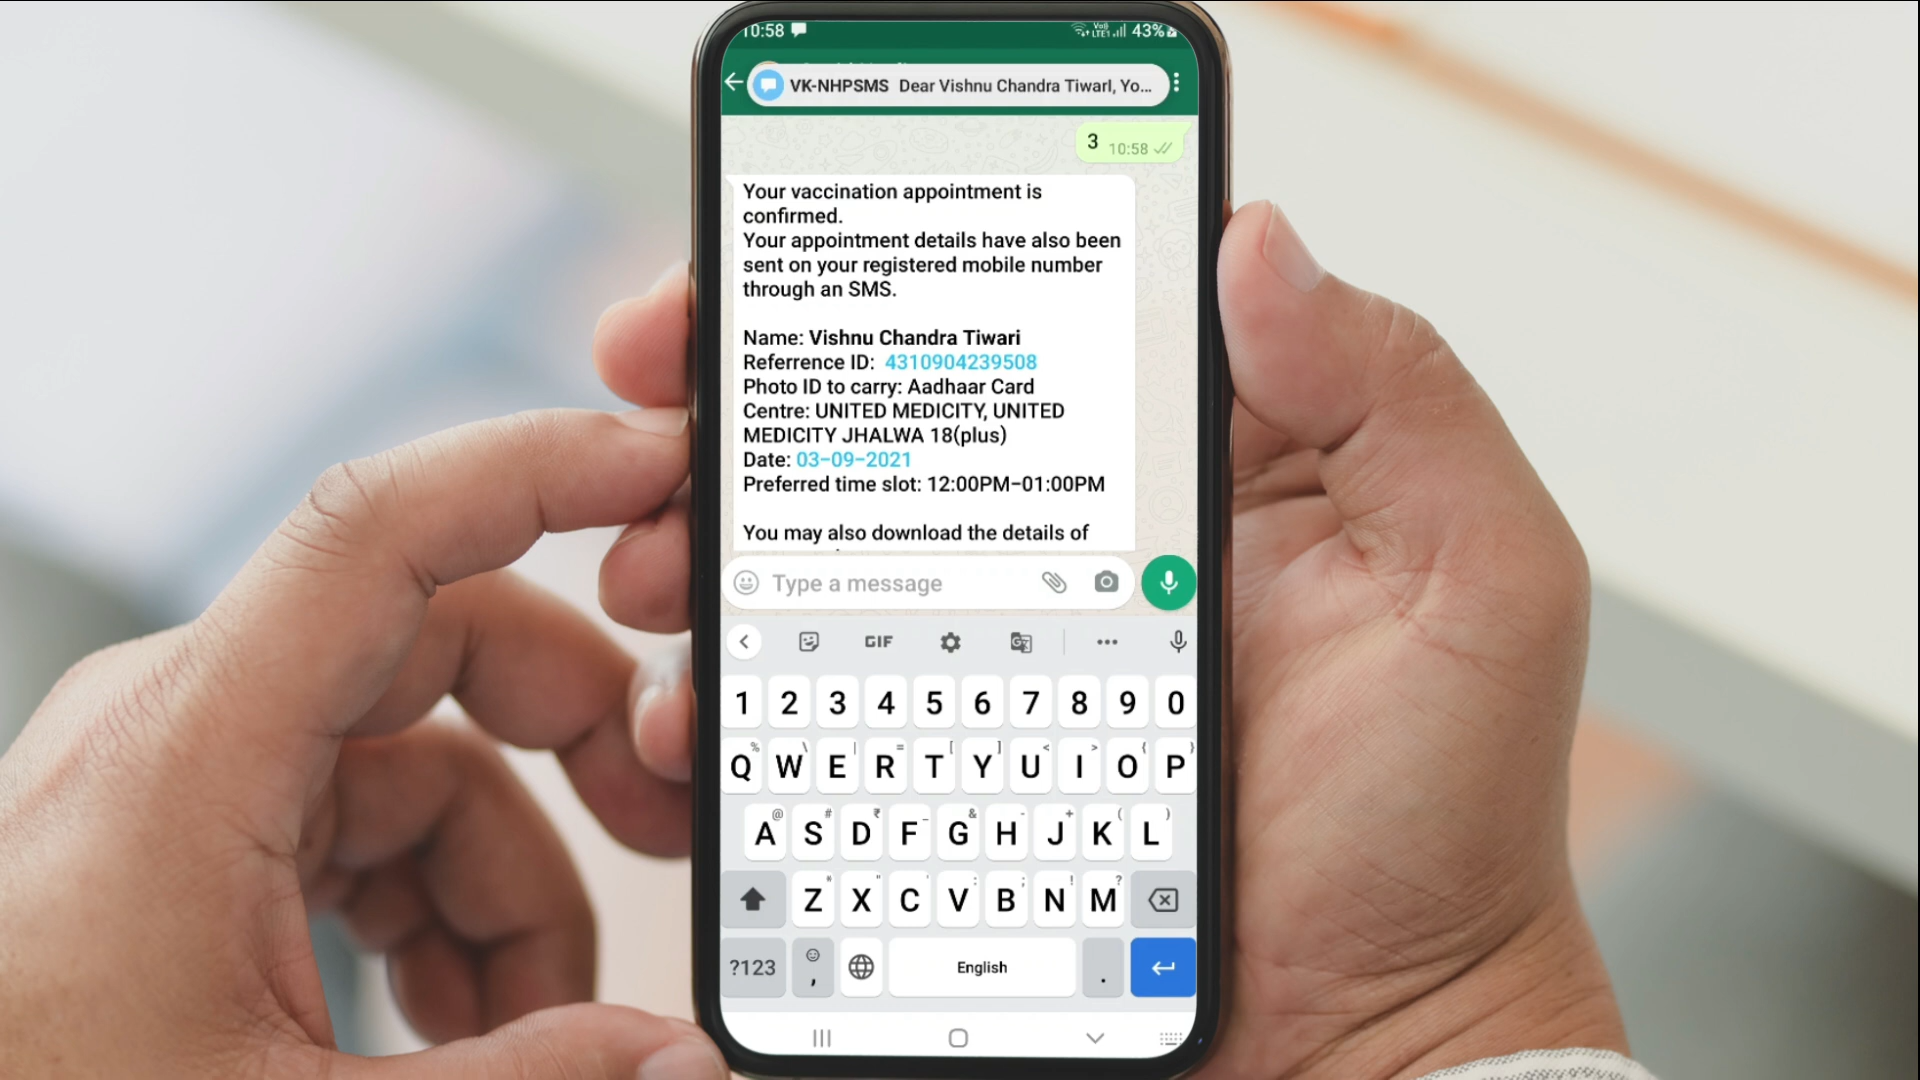 10:58 Vo) LTE1 43%
VK-NHPSMS Dear Vishnu Chandra Tiwarl, Yo...
3 10:58
Your vaccination appointment is
confirmed.
Your appointment details have also been
sent on your registered mobile number
through an SMS.
Name: Vishnu Chandra Tiwari
Referrence ID: 4310904239508
Photo ID to carry: Aadhaar Card
Centre: UNITED MEDICITY, UNITED
MEDICITY JHALWA 18(plus)
Date: 03-09-2021
Preferred time slot: 12:00PM-01:00PM
You may also download the details of
Type a message
GIF
1 2 3 4 5 6 7 8 9 0
% \ | = [ ] < > { }
Q W E R T Y U I O P
@ # ₹ _ & - + ( )
A S D F G H J K L
* " ' : ; ! ?
Z X C V B N M
?123 , English .